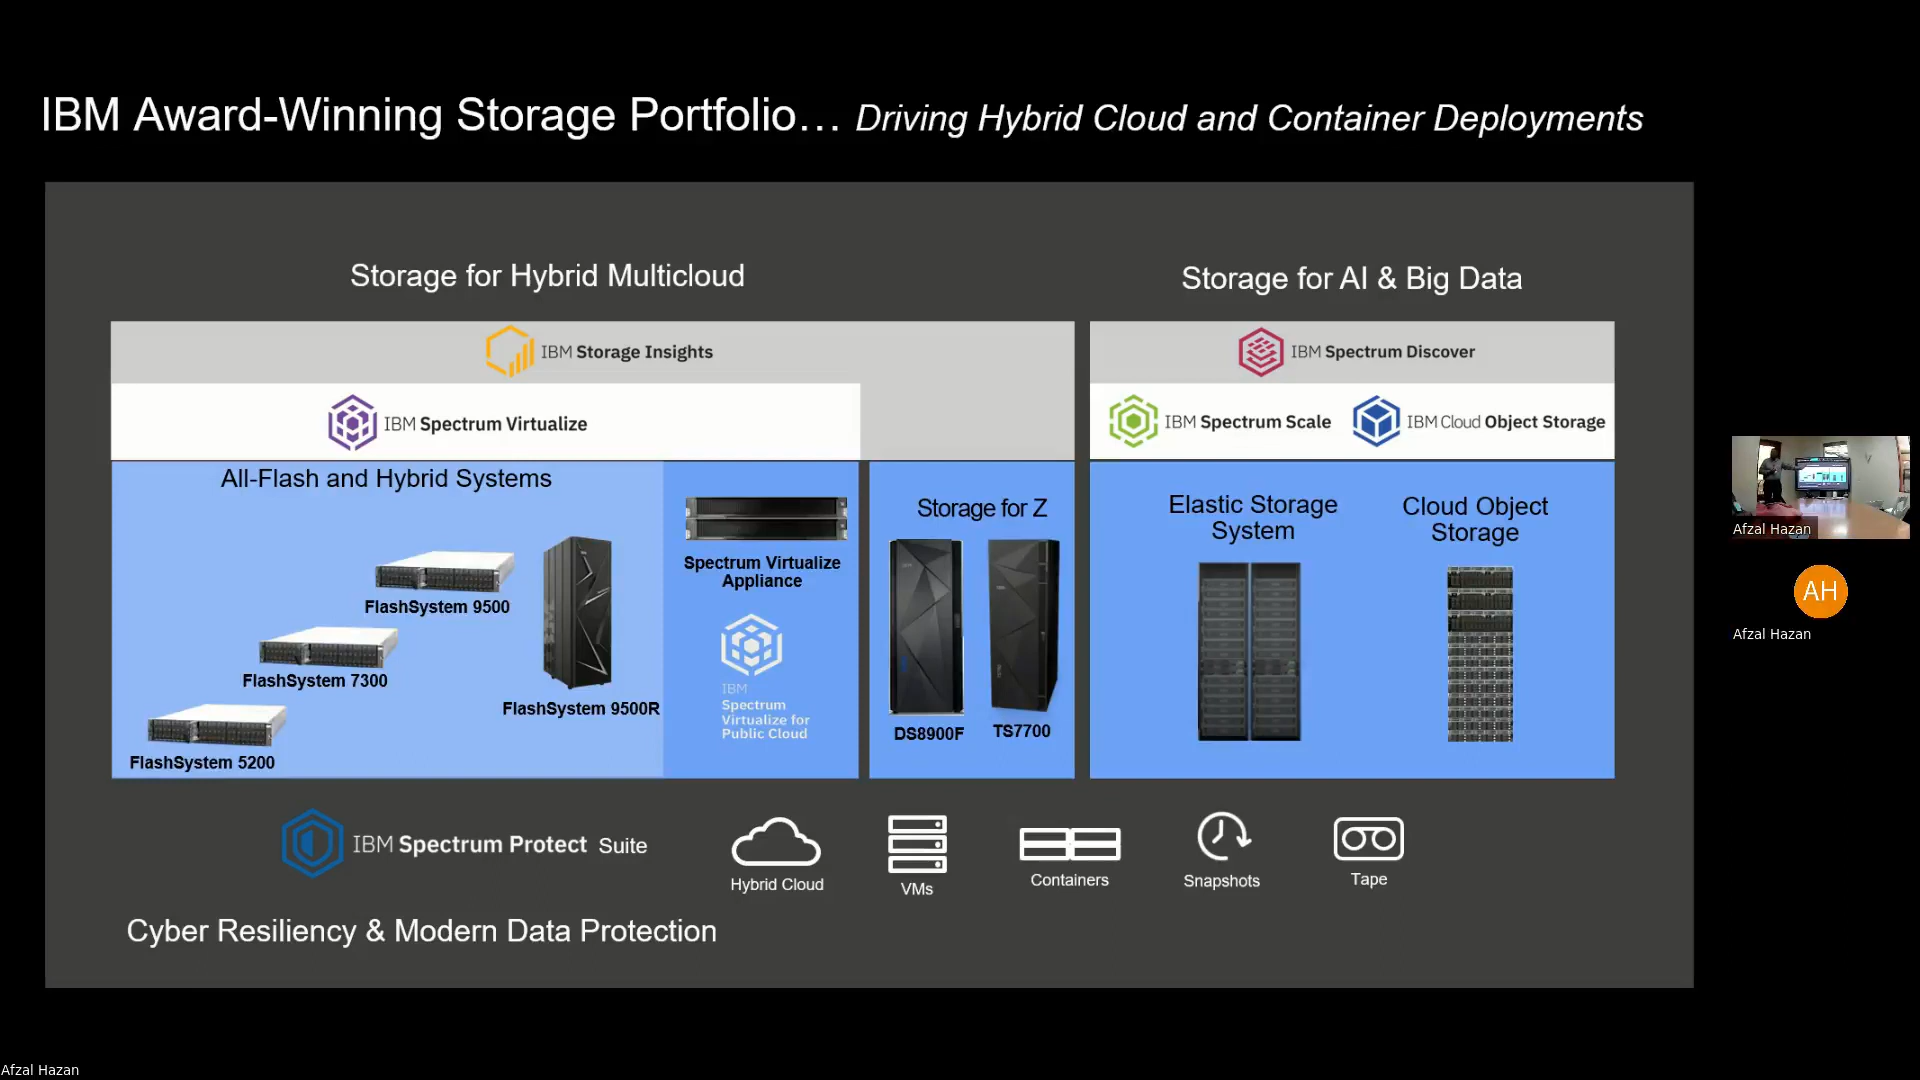 IBM Award-Winning Storage Portfolio… Driving Hybrid Cloud and Container Deployments
Storage for Hybrid Multicloud
Storage for AI & Big Data
IBM Storage Insights
IBM Spectrum Discover
IBM Spectrum Virtualize
IBM Spectrum Scale
IBM Cloud Object Storage
All-Flash and Hybrid Systems
FlashSystem 9500
FlashSystem 7300
FlashSystem 5200
FlashSystem 9500R
Spectrum Virtualize
Appliance
IBM
Spectrum
Virtualize for
Public Cloud
Storage for Z
DS8900F
TS7700
Elastic Storage
System
Cloud Object
Storage
IBM Spectrum Protect Suite
Hybrid Cloud
VMs
Containers
Snapshots
Tape
Cyber Resiliency & Modern Data Protection
Afzal Hazan
AH
Afzal Hazan
Afzal Hazan